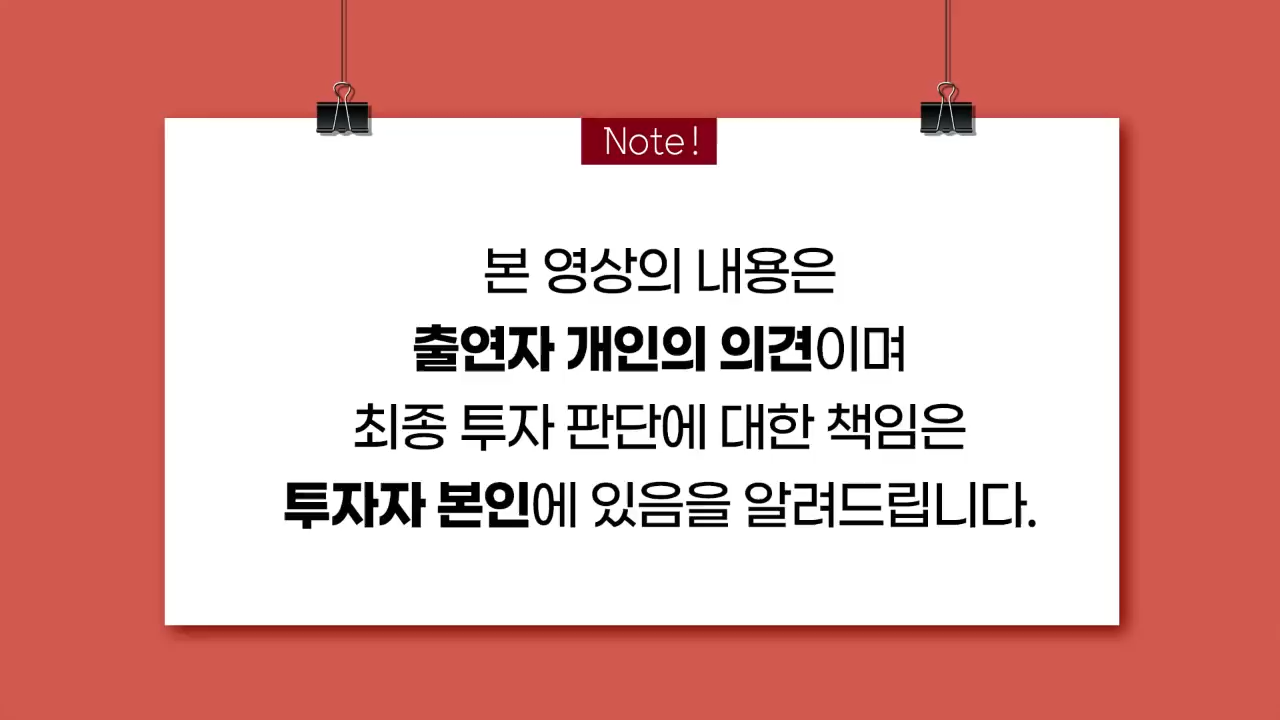 Note!
본 영상의 내용은
출연자 개인의 의견이며
최종 투자 판단에 대한 책임은
투자자 본인에 있음을 알려드립니다.